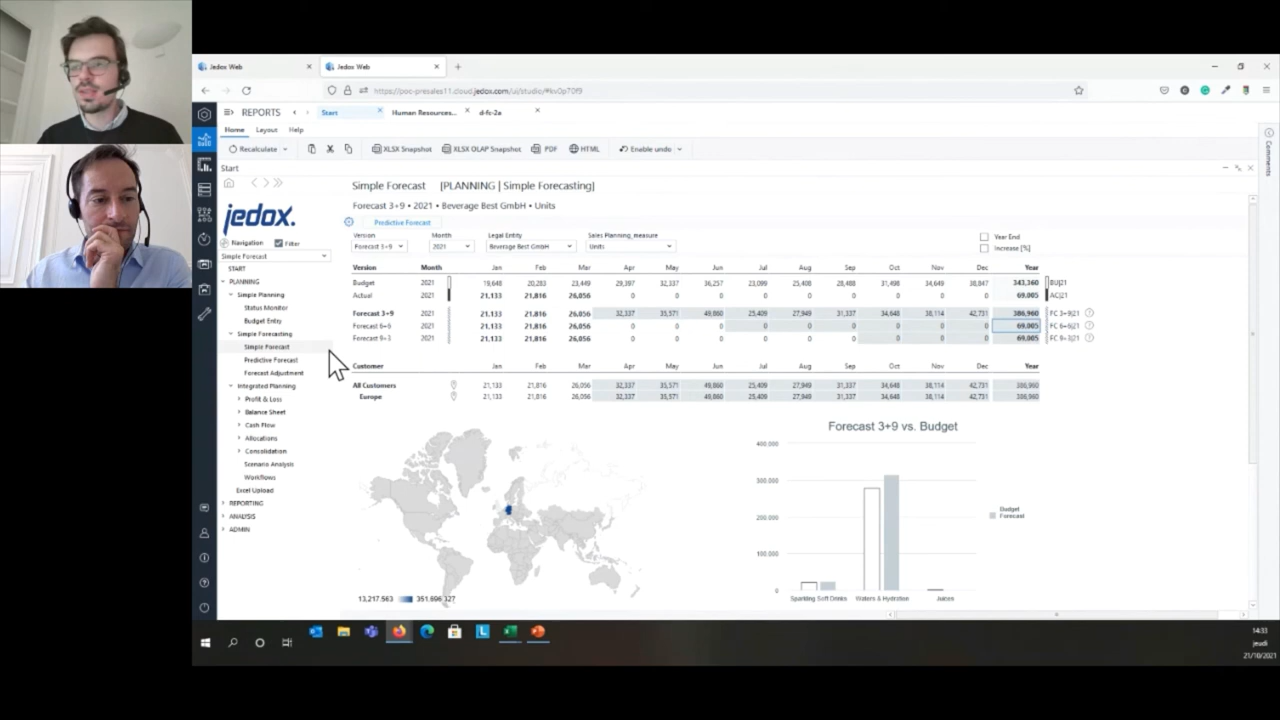 Jedox Web
Jedox Web
https://poc-presales11.cloud.jedox.com/ui/studio/#kv0pT0f9
REPORTS Start Human Resources... d-fc-2a
Home Layout Help
Comments
Recalculate XLSX Snapshot XLSX OLAP Snapshot PDF HTML Enable undo
Start
Simple Forecast [PLANNING | Simple Forecasting]
Forecast 3+9 • 2021 • Beverage Best GmbH • Units
jedox.
Predictive Forecast
Version Month Legal Entity Sales Planning_measure Year End
Forecast 3+9 2021 Beverage Best GmbH Units Increase [%]
Navigation Filter
Simple Forecast
START
PLANNING
Simple Planning
Status Monitor
Budget Entry
Simple Forecasting
Simple Forecast
Predictive Forecast
Forecast Adjustment
Integrated Planning
Profit & Loss
Balance Sheet
Cash Flow
Allocations
Consolidation
Scenario Analysis
Workflows
Excel Upload
REPORTING
ANALYSIS
ADMIN
Version Month Jan Feb Mar Apr May Jun Jul Aug Sep Oct Nov Dec Year
Budget 2021 19,648 20,283 23,449 29,397 32,337 36,257 23,099 25,408 28,488 31,498 34,649 38,847 343,360 BU|21
Actual 2021 21,133 21,816 26,056 0 0 0 0 0 0 0 0 0 69,005 AC|21
Forecast 3+9 2021 21,133 21,816 26,056 32,337 35,571 49,860 25,409 27,949 31,337 34,648 38,114 42,731 386,960 FC 3+9|21
Forecast 6+6 2021 21,133 21,816 26,056 0 0 0 0 0 0 0 0 0 69,005 FC 6+6|21
Forecast 9+3 2021 21,133 21,816 26,056 0 0 0 0 0 0 0 0 0 69,005 FC 9+3|21
Customer Jan Feb Mar Apr May Jun Jul Aug Sep Oct Nov Dec Year
All Customers 21,133 21,816 26,056 32,337 35,571 49,860 25,409 27,949 31,337 34,648 38,114 42,731 386,960
Europe 21,133 21,816 26,056 32,337 35,571 49,860 25,409 27,949 31,337 34,648 38,114 42,731 386,960
13,217.563 351,696.327
Forecast 3+9 vs. Budget
400,000
300,000
200,000
100,000
0
Sparkling Soft Drinks Waters & Hydration Juices
Budget
Forecast
14:33
jeudi
21/10/2021